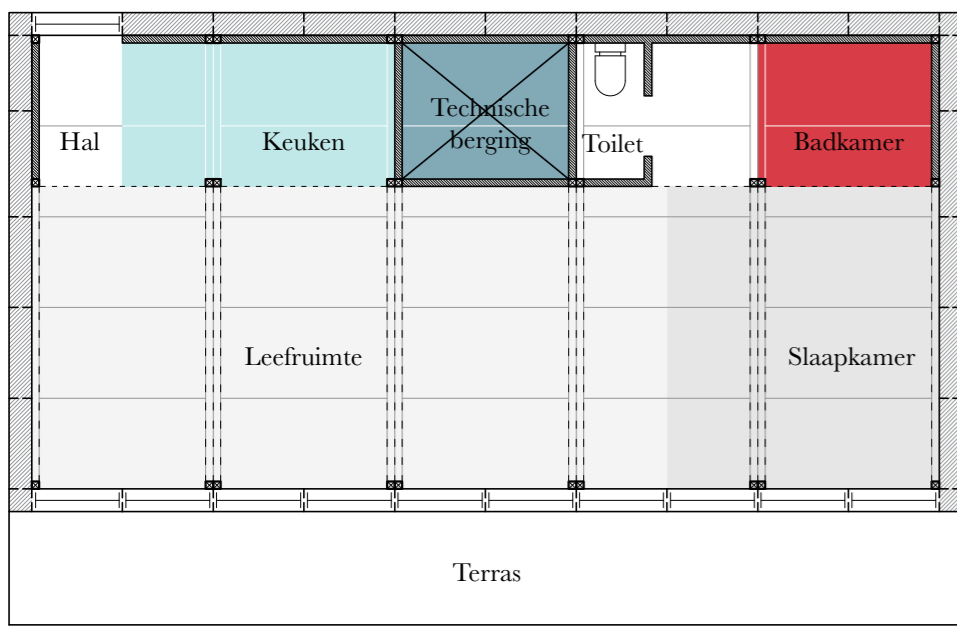 Hal
Keuken
Technische
berging
Toilet
Badkamer
Leefruimte
Slaapkamer
Terras